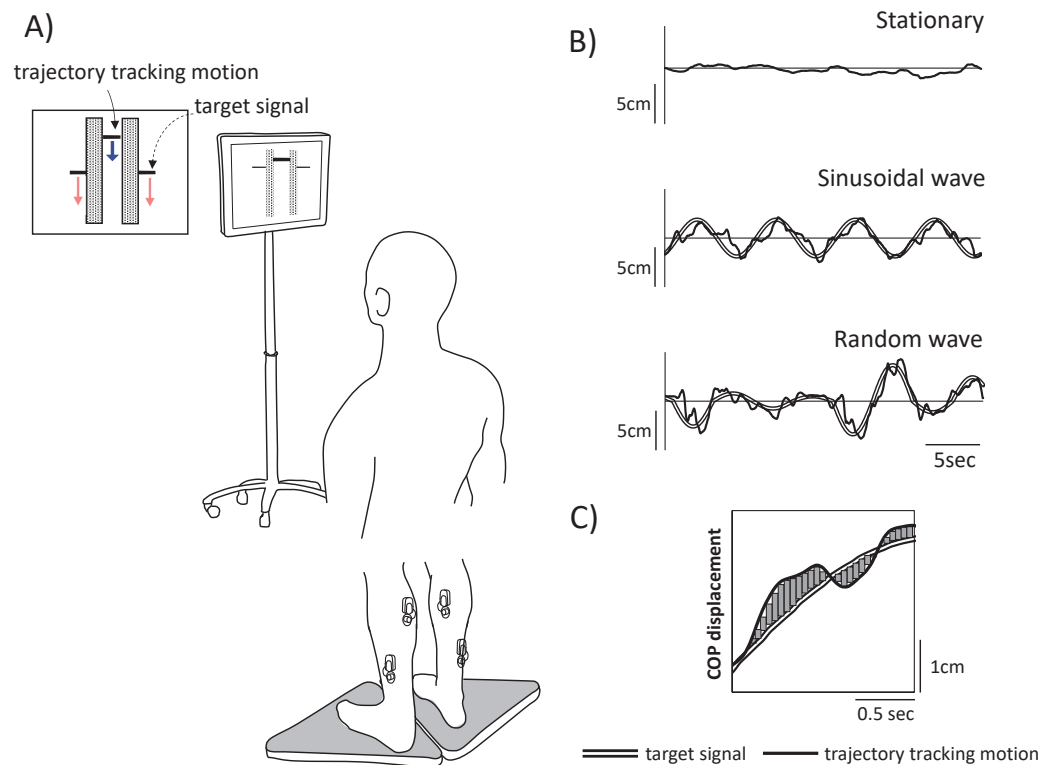 A)
trajectory tracking motion
target signal
B)
Stationary
5cm
Sinusoidal wave
5cm
Random wave
5cm
5sec
C)
COP displacement
1cm
0.5 sec
target signal
trajectory tracking motion